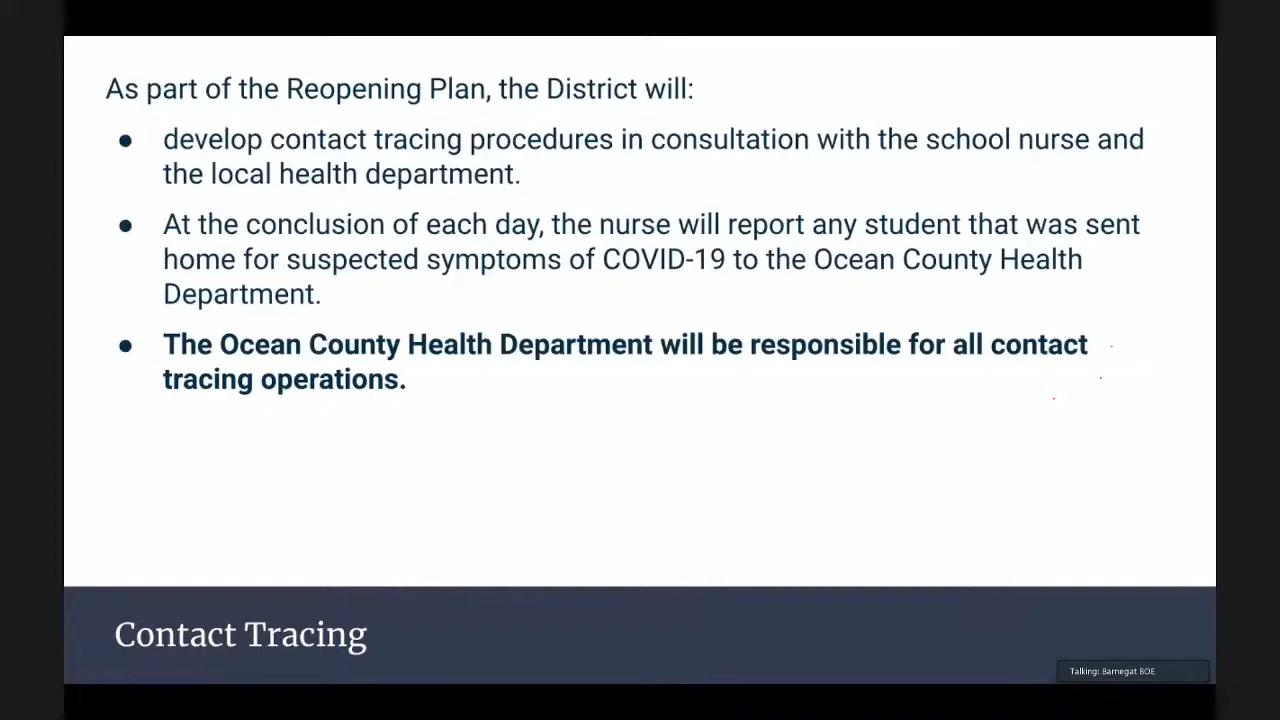 As part of the Reopening Plan, the District will:
● develop contact tracing procedures in consultation with the school nurse and
the local health department.
● At the conclusion of each day, the nurse will report any student that was sent
home for suspected symptoms of COVID-19 to the Ocean County Health
Department.
● The Ocean County Health Department will be responsible for all contact
tracing operations.
Contact Tracing
Talking: Barnegat BOE